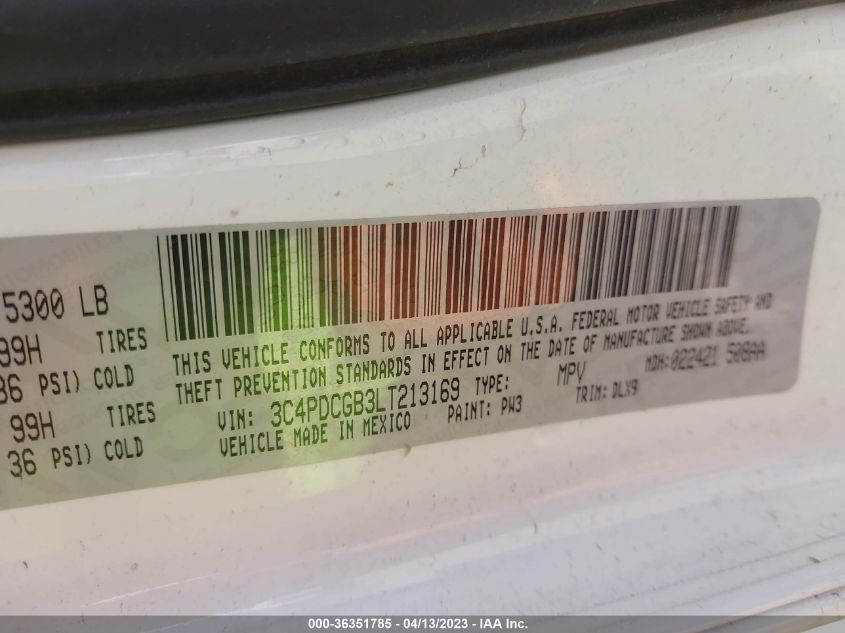 5300 LB
99H TIRES
36 PSI) COLD
99H TIRES
36 PSI) COLD
THIS VEHICLE CONFORMS TO ALL APPLICABLE U.S.A. FEDERAL MOTOR VEHICLE SAFETY AND
THEFT PREVENTION STANDARDS IN EFFECT ON THE DATE OF MANUFACTURE SHOWN ABOVE.
VIN: 3C4PDCGB3LT213169 TYPE: MPV MDH:022421 508AA
VEHICLE MADE IN MEXICO PAINT: PW3 TRIM: DLX9
000-36351785 - 04/13/2023 - IAA Inc.